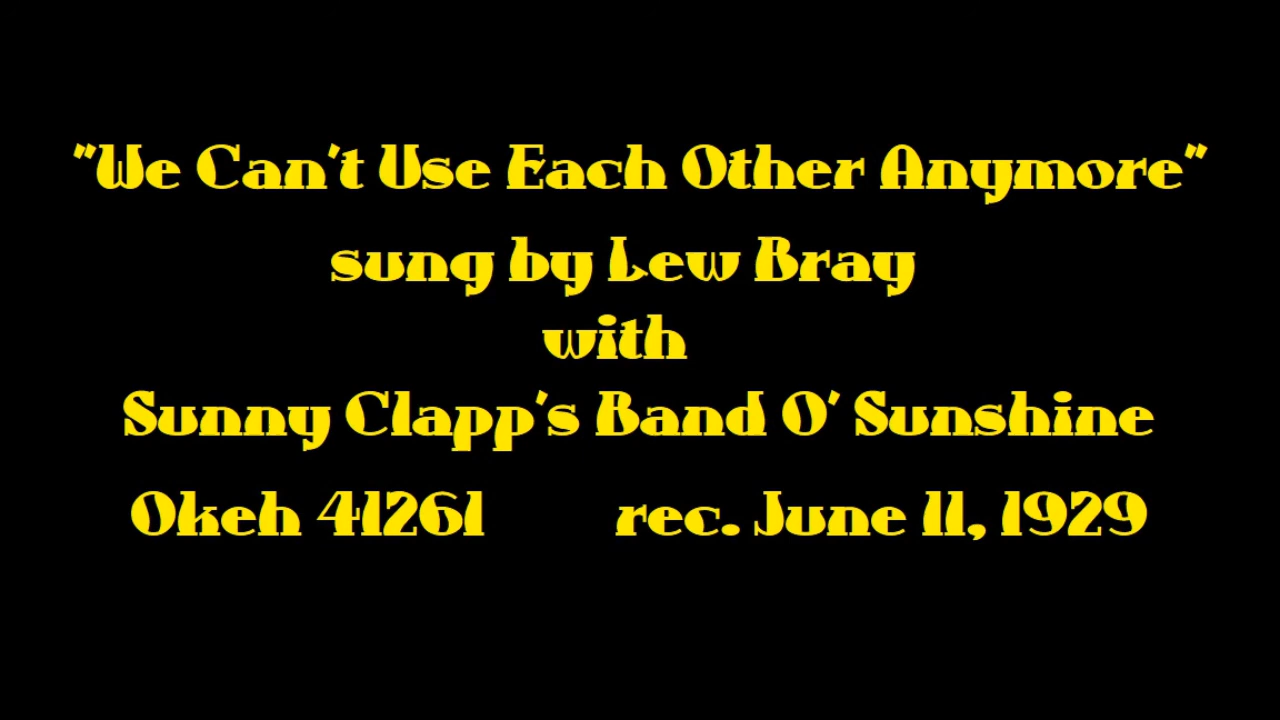 "We Can't Use Each Other Anymore"
sung by Lew Bray
with
Sunny Clapp's Band O' Sunshine
Okeh 41261 rec. June 11, 1929